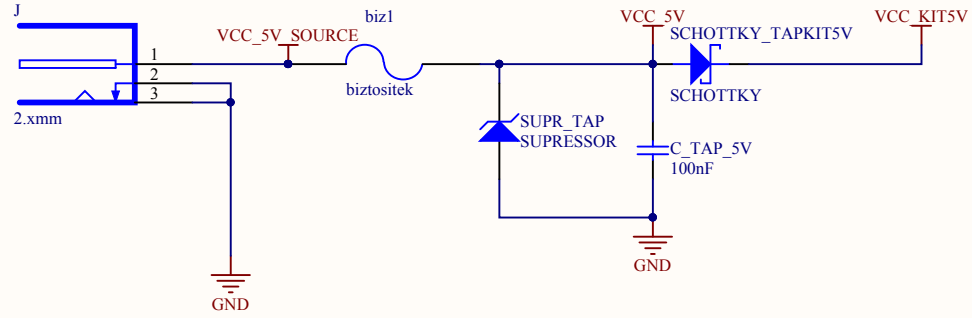 J
biz1
VCC_5V
VCC_KIT5V
VCC_5V_SOURCE
SCHOTTKY_TAPKIT5V
1
2
3
biztositek
SCHOTTKY
2.xmm
SUPR_TAP
SUPRESSOR
C_TAP_5V
100nF
GND
GND